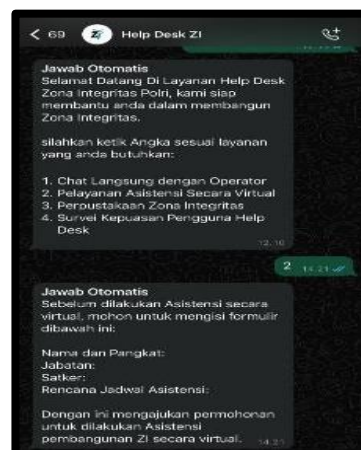 69 Help Desk ZI
Jawab Otomatis
Selamat Datang Di Layanan Help Desk
Zona Integritas Polri, kami siap
membantu anda dalam membangun
Zona Integritas.
silahkan ketik Angka sesuai layanan
yang anda butuhkan:
1. Chat Langsung dengan Operator
2. Pelayanan Asistensi Secara Virtual
3. Perpustakaan Zona Integritas
4. Survei Kepuasan Pengguna Help
Desk
12.10
2 14.21
Jawab Otomatis
Sebelum dilakukan Asistensi secara
virtual, mohon untuk mengisi formulir
dibawah ini:
Nama dan Pangkat:
Jabatan:
Satker:
Rencana Jadwal Asistensi:
Dengan ini mengajukan permohonan
untuk dilakukan Asistensi
pembangunan ZI secara virtual. 14.21